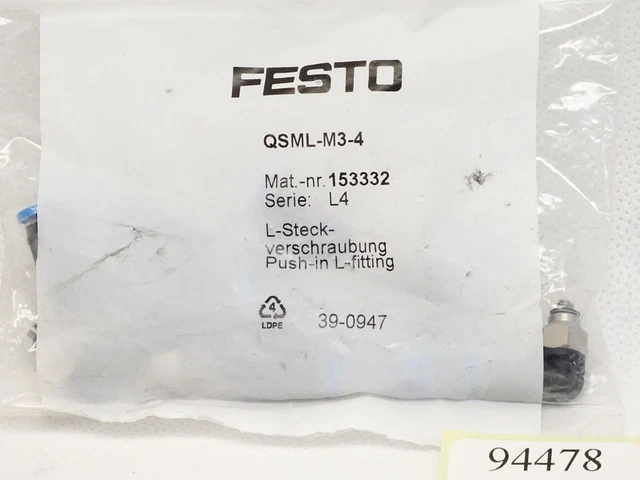 FESTO
QSML-M3-4
Mat.-nr. 153332
Serie: L4
L-Steck-
verschraubung
Push-in L-fitting
4
LDPE
39-0947
94478